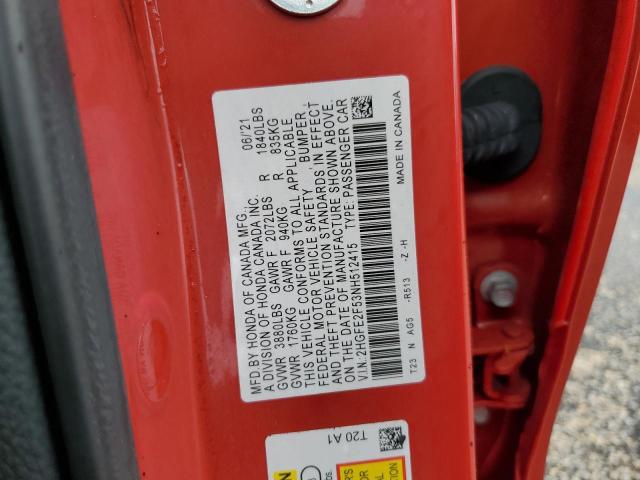 MFD.BY HONDA OF CANADA MFG. 06/'21
A DIVISION OF HONDA CANADA INC.
GVWR 3880LBS GAWR F 2072LBS R 1840LBS
GVWR 1760KG GAWR F 940KG R 835KG
THIS VEHICLE CONFORMS TO ALL APPLICABLE
FEDERAL MOTOR VEHICLE SAFETY, BUMPER,
AND THEFT PREVENTION STANDARDS IN EFFECT
ON THE DATE OF MANUFACTURE SHOWN ABOVE.
V.I.N.:2HGFE2F53NH512415 TYPE: PASSENGER CAR
MADE IN CANADA
T23 N AG5 -R513 -Z -H
T20 A1